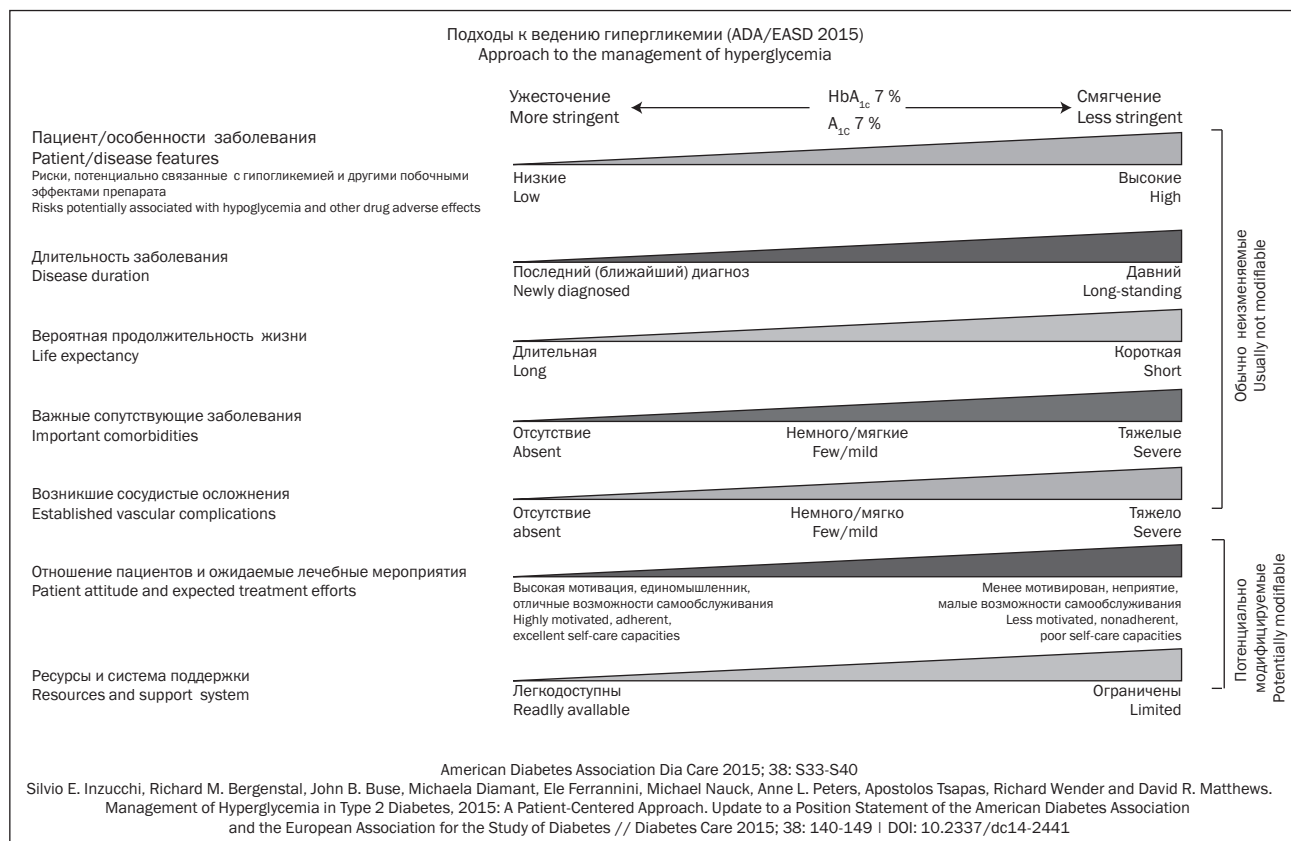 Подходы к ведению гипергликемии (ADA/EASD 2015)
Approach to the management of hyperglycemia
Ужесточение
More stringent
HbA1c 7 %
A1C 7 %
Смягчение
Less stringent
Пациент/особенности заболевания
Patient/disease features
Риски, потенциально связанные с гипогликемией и другими побочными
эффектами препарата
Risks potentially associated with hypoglycemia and other drug adverse effects
Низкие
Low
Высокие
High
Длительность заболевания
Disease duration
Последний (ближайший) диагноз
Newly diagnosed
Давний
Long-standing
Вероятная продолжительность жизни
Life expectancy
Длительная
Long
Короткая
Short
Важные сопутствующие заболевания
Important comorbidities
Отсутствие
Absent
Немного/мягкие
Few/mild
Тяжелые
Severe
Возникшие сосудистые осложнения
Established vascular complications
Отсутствие
absent
Немного/мягко
Few/mild
Тяжело
Severe
Обычно неизменяемые
Usually not modifiable
Отношение пациентов и ожидаемые лечебные мероприятия
Patient attitude and expected treatment efforts
Высокая мотивация, единомышленник,
отличные возможности самообслуживания
Highly motivated, adherent,
excellent self-care capacities
Менее мотивирован, неприятие,
малые возможности самообслуживания
Less motivated, nonadherent,
poor self-care capacities
Ресурсы и система поддержки
Resources and support system
Легкодоступны
Readlly available
Ограничены
Limited
Потенциально
модифицируемые
Potentially modifiable
American Diabetes Association Dia Care 2015; 38: S33-S40
Silvio E. Inzucchi, Richard M. Bergenstal, John B. Buse, Michaela Diamant, Ele Ferrannini, Michael Nauck, Anne L. Peters, Apostolos Tsapas, Richard Wender and David R. Matthews.
Management of Hyperglycemia in Type 2 Diabetes, 2015: A Patient-Centered Approach. Update to a Position Statement of the American Diabetes Association
and the European Association for the Study of Diabetes // Diabetes Care 2015; 38: 140-149 | DOI: 10.2337/dc14-2441